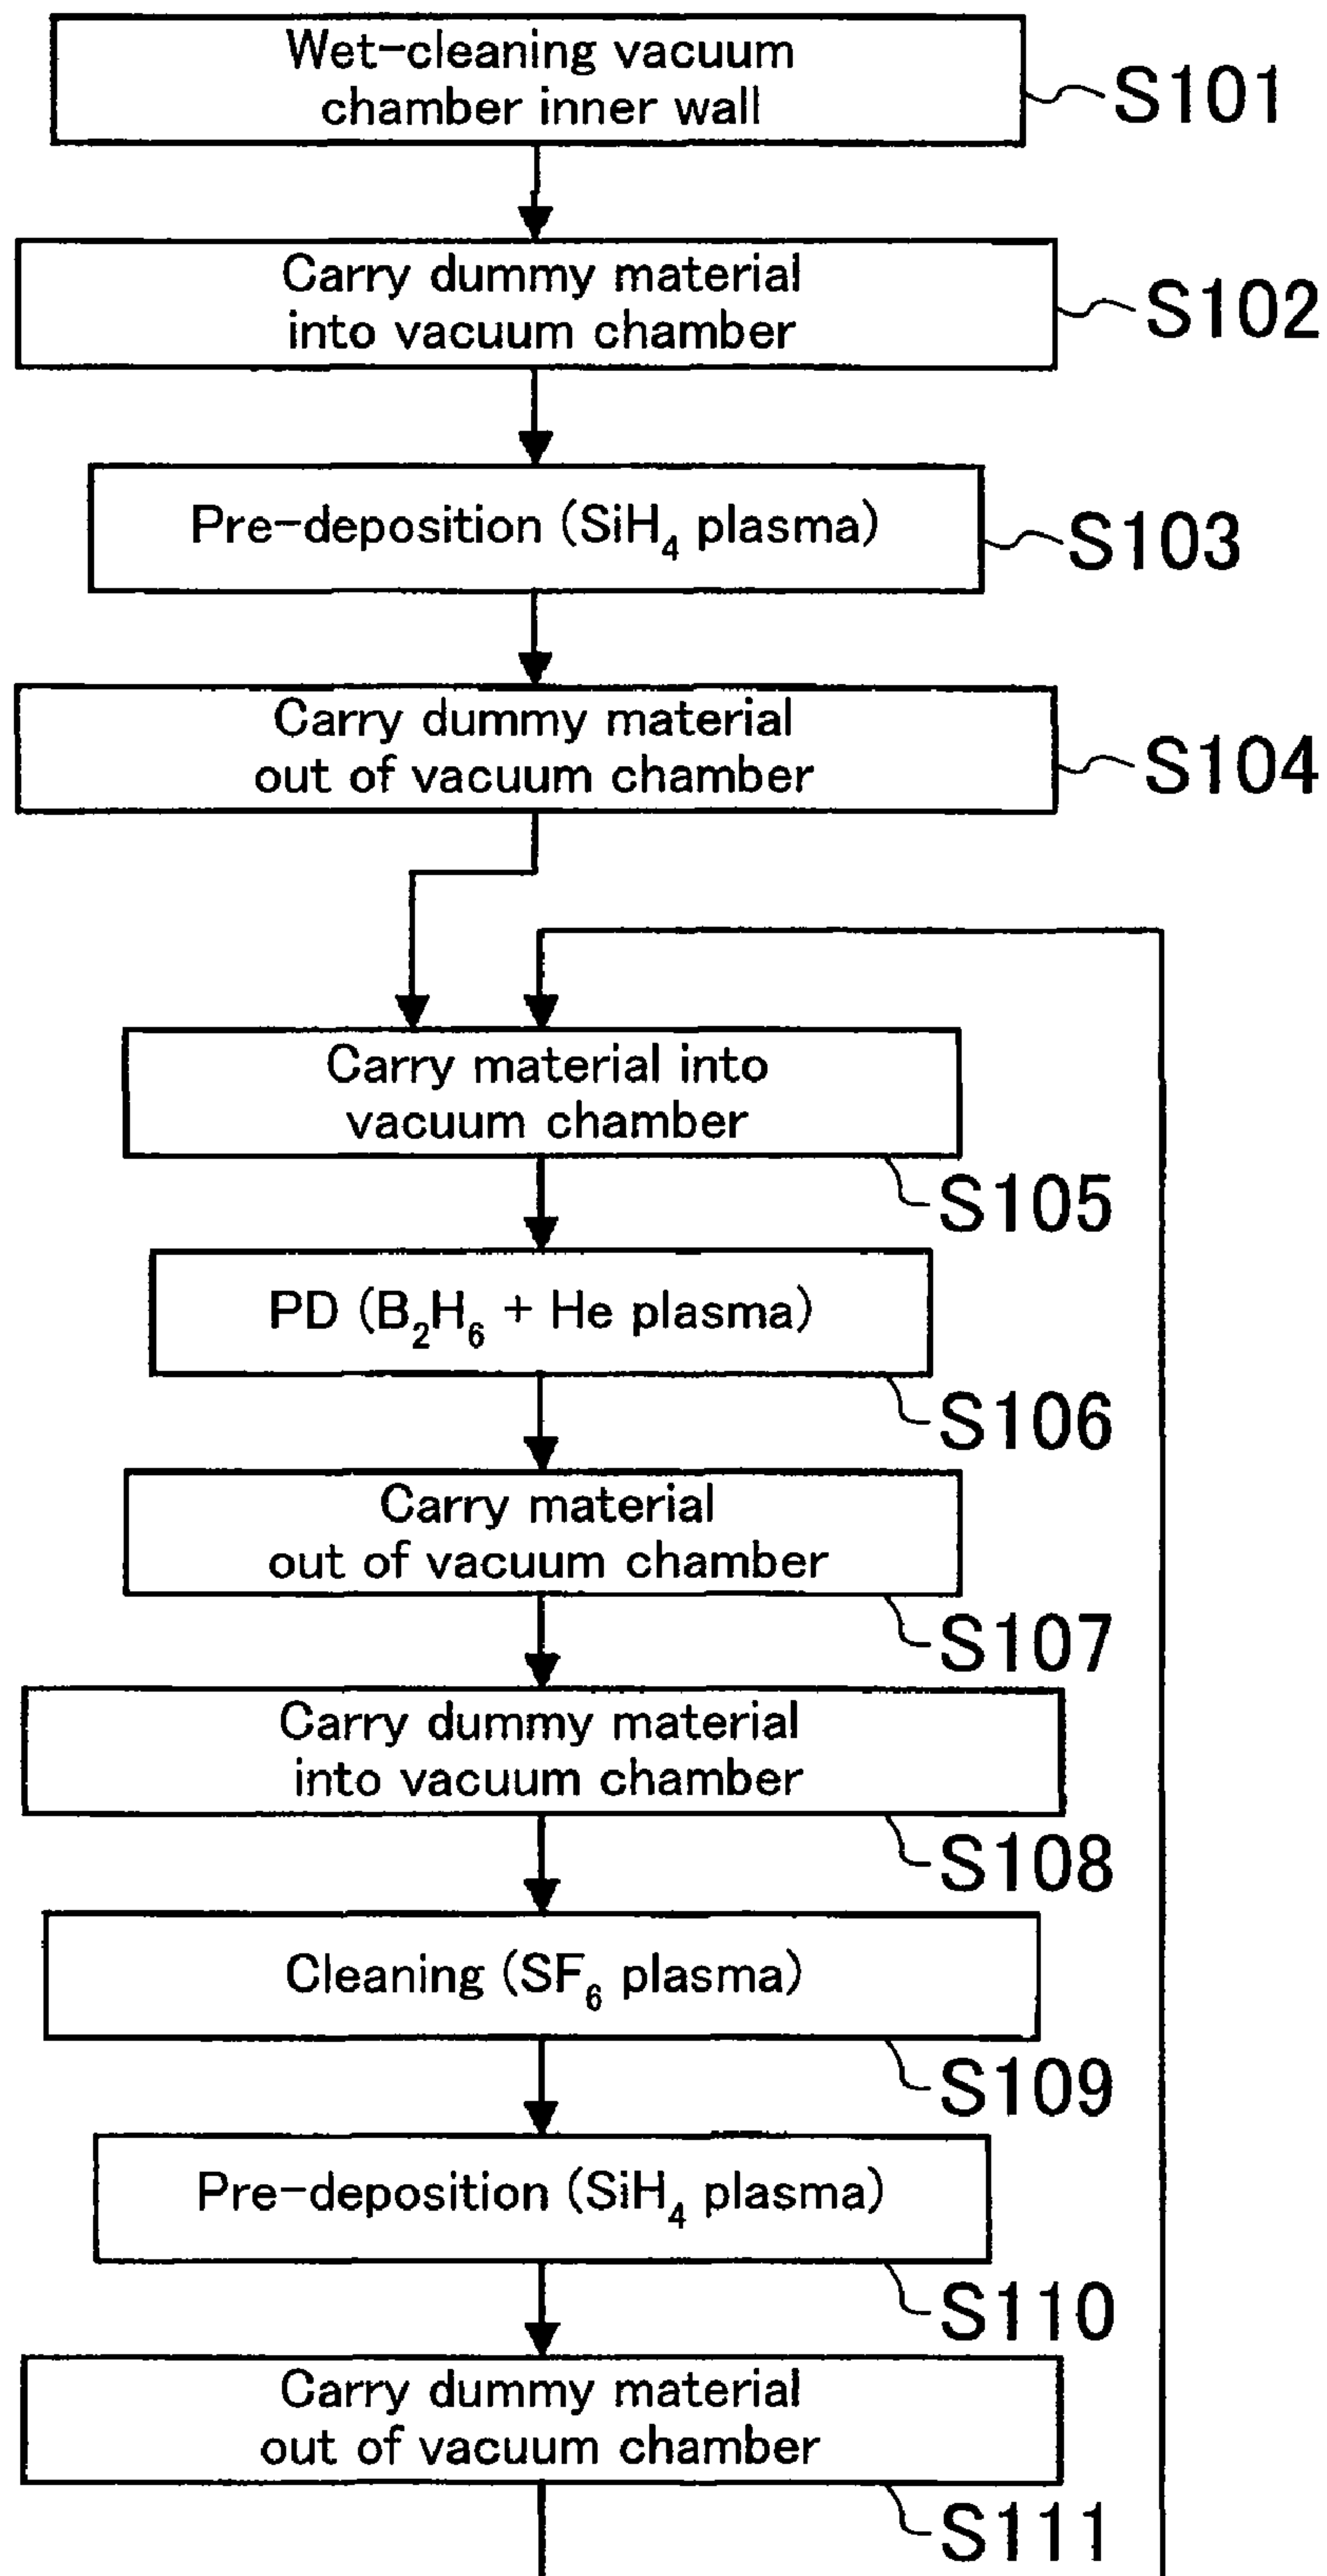 Wet-cleaning vacuum
chamber inner wall
S101
Carry dummy material
into vacuum chamber
S102
Pre-deposition (SiH₄ plasma)
S103
Carry dummy material
out of vacuum chamber
S104
Carry material into
vacuum chamber
S105
PD (B₂H₆ + He plasma)
S106
Carry material
out of vacuum chamber
S107
Carry dummy material
into vacuum chamber
S108
Cleaning (SF₆ plasma)
S109
Pre-deposition (SiH₄ plasma)
S110
Carry dummy material
out of vacuum chamber
S111